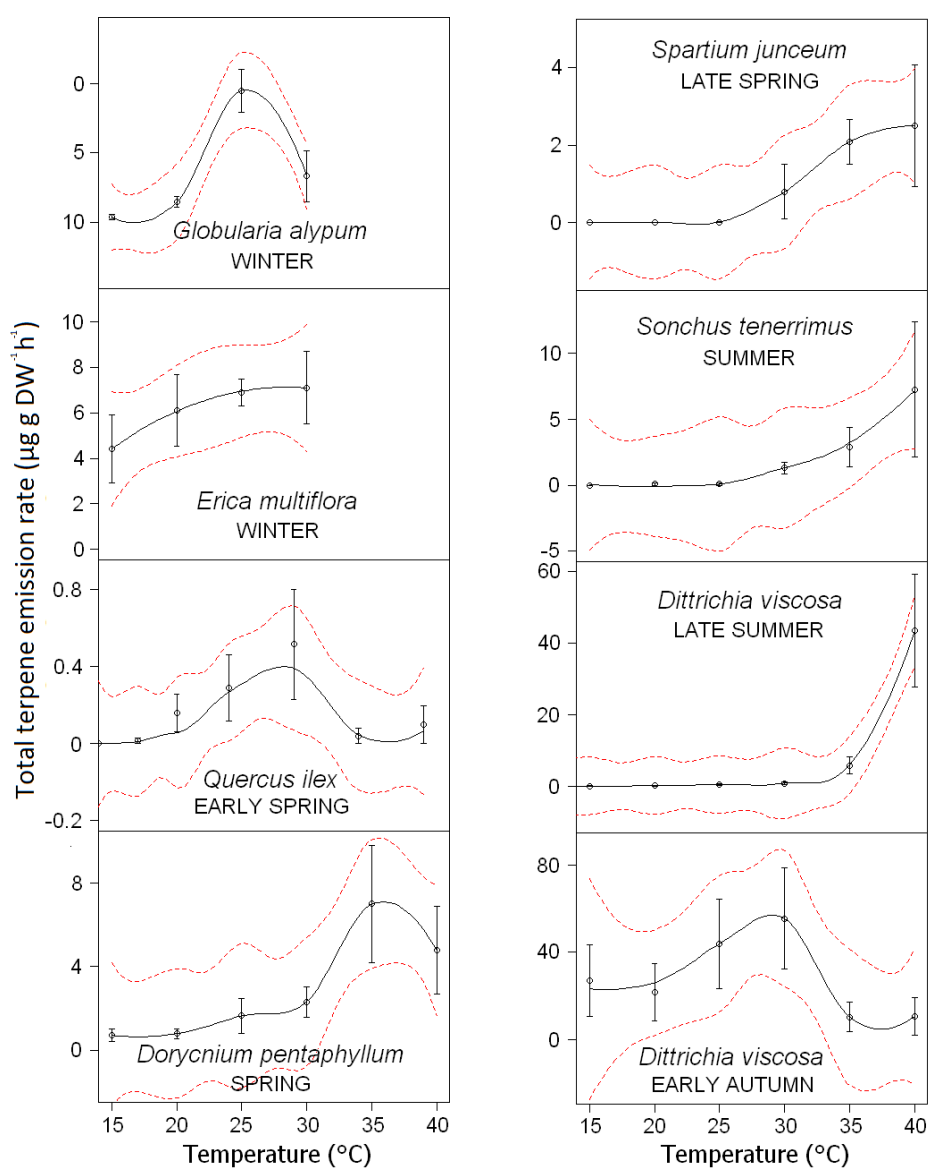 Total terpene emission rate (µg g DW⁻¹h⁻¹)
0
5
10
Globularia alypum
WINTER
10
8
6
4
2
0
Erica multiflora
WINTER
0.8
0.4
0
-0.2
Quercus ilex
EARLY SPRING
8
4
0
Dorycnium pentaphyllum
SPRING
15 20 25 30 35 40
Temperature (°C)
Spartium junceum
LATE SPRING
4
2
0
Sonchus tenerrimus
SUMMER
10
5
0
-5
60
Dittrichia viscosa
LATE SUMMER
40
20
0
80
40
0
Dittrichia viscosa
EARLY AUTUMN
15 20 25 30 35 40
Temperature (°C)